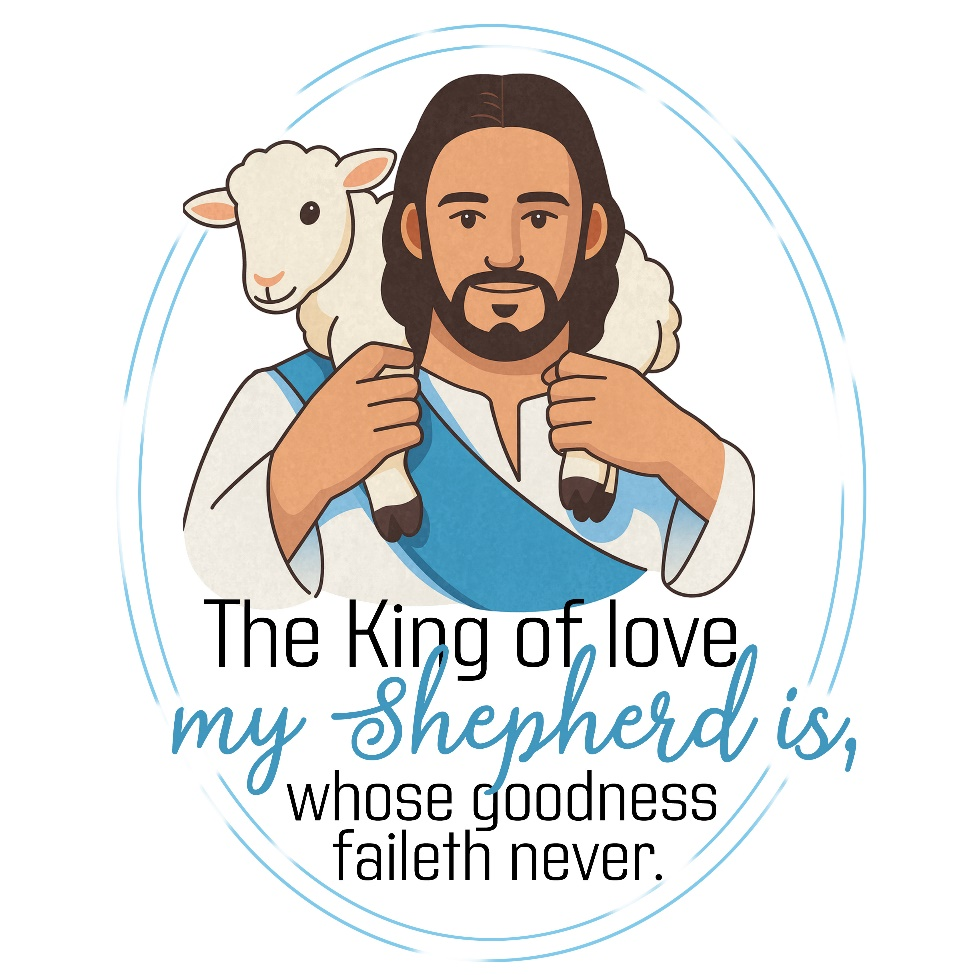 The King of love
my Shepherd is,
whose goodness
faileth never.